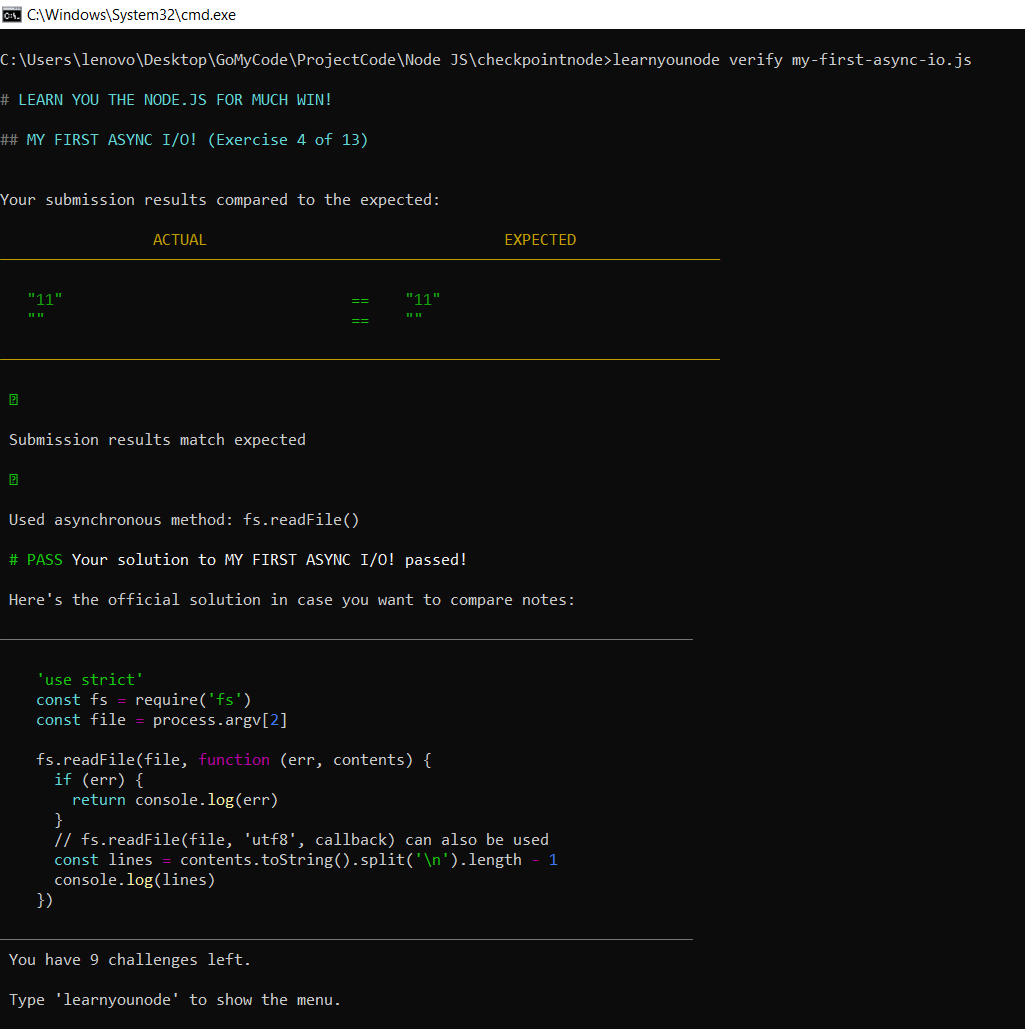 C:\Windows\System32\cmd.exe
C:\Users\lenovo\Desktop\GoMyCode\ProjectCode\Node JS\checkpointnode>learnyounode verify my-first-async-io.js
# LEARN YOU THE NODE.JS FOR MUCH WIN!
## MY FIRST ASYNC I/O! (Exercise 4 of 13)
Your submission results compared to the expected:
ACTUAL EXPECTED
"11" == "11"
"" == ""
Submission results match expected
Used asynchronous method: fs.readFile()
# PASS Your solution to MY FIRST ASYNC I/O! passed!
Here's the official solution in case you want to compare notes:
'use strict'
const fs = require('fs')
const file = process.argv[2]
fs.readFile(file, function (err, contents) {
if (err) {
return console.log(err)
}
// fs.readFile(file, 'utf8', callback) can also be used
const lines = contents.toString().split('\n').length - 1
console.log(lines)
})
You have 9 challenges left.
Type 'learnyounode' to show the menu.